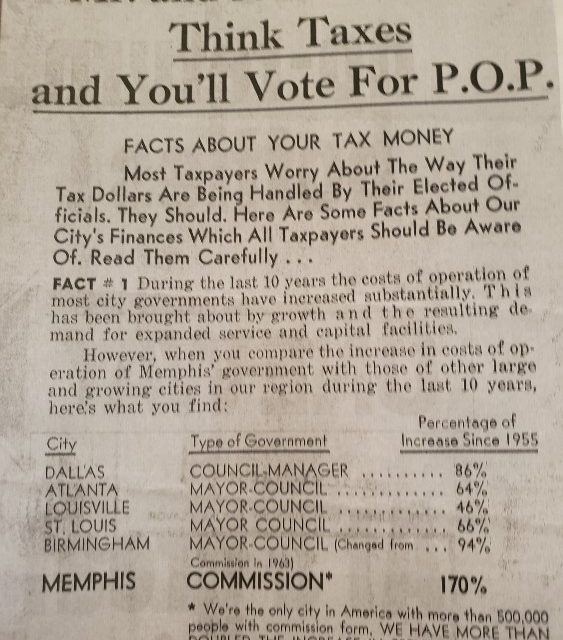 Think Taxes
and You'll Vote For P.O.P.
FACTS ABOUT YOUR TAX MONEY
Most Taxpayers Worry About The Way Their
Tax Dollars Are Being Handled By Their Elected Of-
ficials. They Should. Here Are Some Facts About Our
City's Finances Which All Taxpayers Should Be Aware
Of. Read Them Carefully . . .
FACT # 1 During the last 10 years the costs of operation of
most city governments have increased substantially. This
has been brought about by growth and the resulting de-
mand for expanded service and capital facilities.
However, when you compare the increase in costs of op-
eration of Memphis' government with those of other large
and growing cities in our region during the last 10 years,
here's what you find:
Percentage of
City Type of Government Increase Since 1955
DALLAS COUNCIL-MANAGER .......... 86%
ATLANTA MAYOR-COUNCIL ............. 64%
LOUISVILLE MAYOR-COUNCIL ............. 46%
ST. LOUIS MAYOR COUNCIL ............. 66%
BIRMINGHAM MAYOR-COUNCIL (Changed from ... 94%
Commission in 1963)
MEMPHIS COMMISSION* 170%
* We're the only city in America with more than 500,000
people with commission form. WE HAVE MORE THAN
DOUBLED THE INCREASE